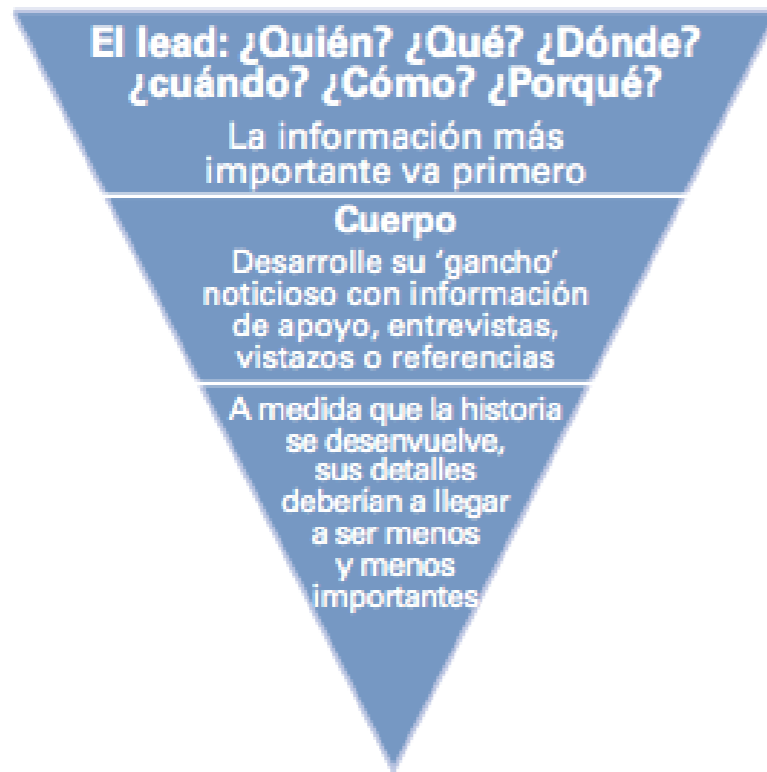 El lead: ¿Quién? ¿Qué? ¿Dónde?
¿cuándo? ¿Cómo? ¿Porqué?
La información más
importante va primero
Cuerpo
Desarrolle su ‘gancho’
noticioso con información
de apoyo, entrevistas,
vistazos o referencias
A medida que la historia
se desenvuelve,
sus detalles
deberían a llegar
a ser menos
y menos
importantes